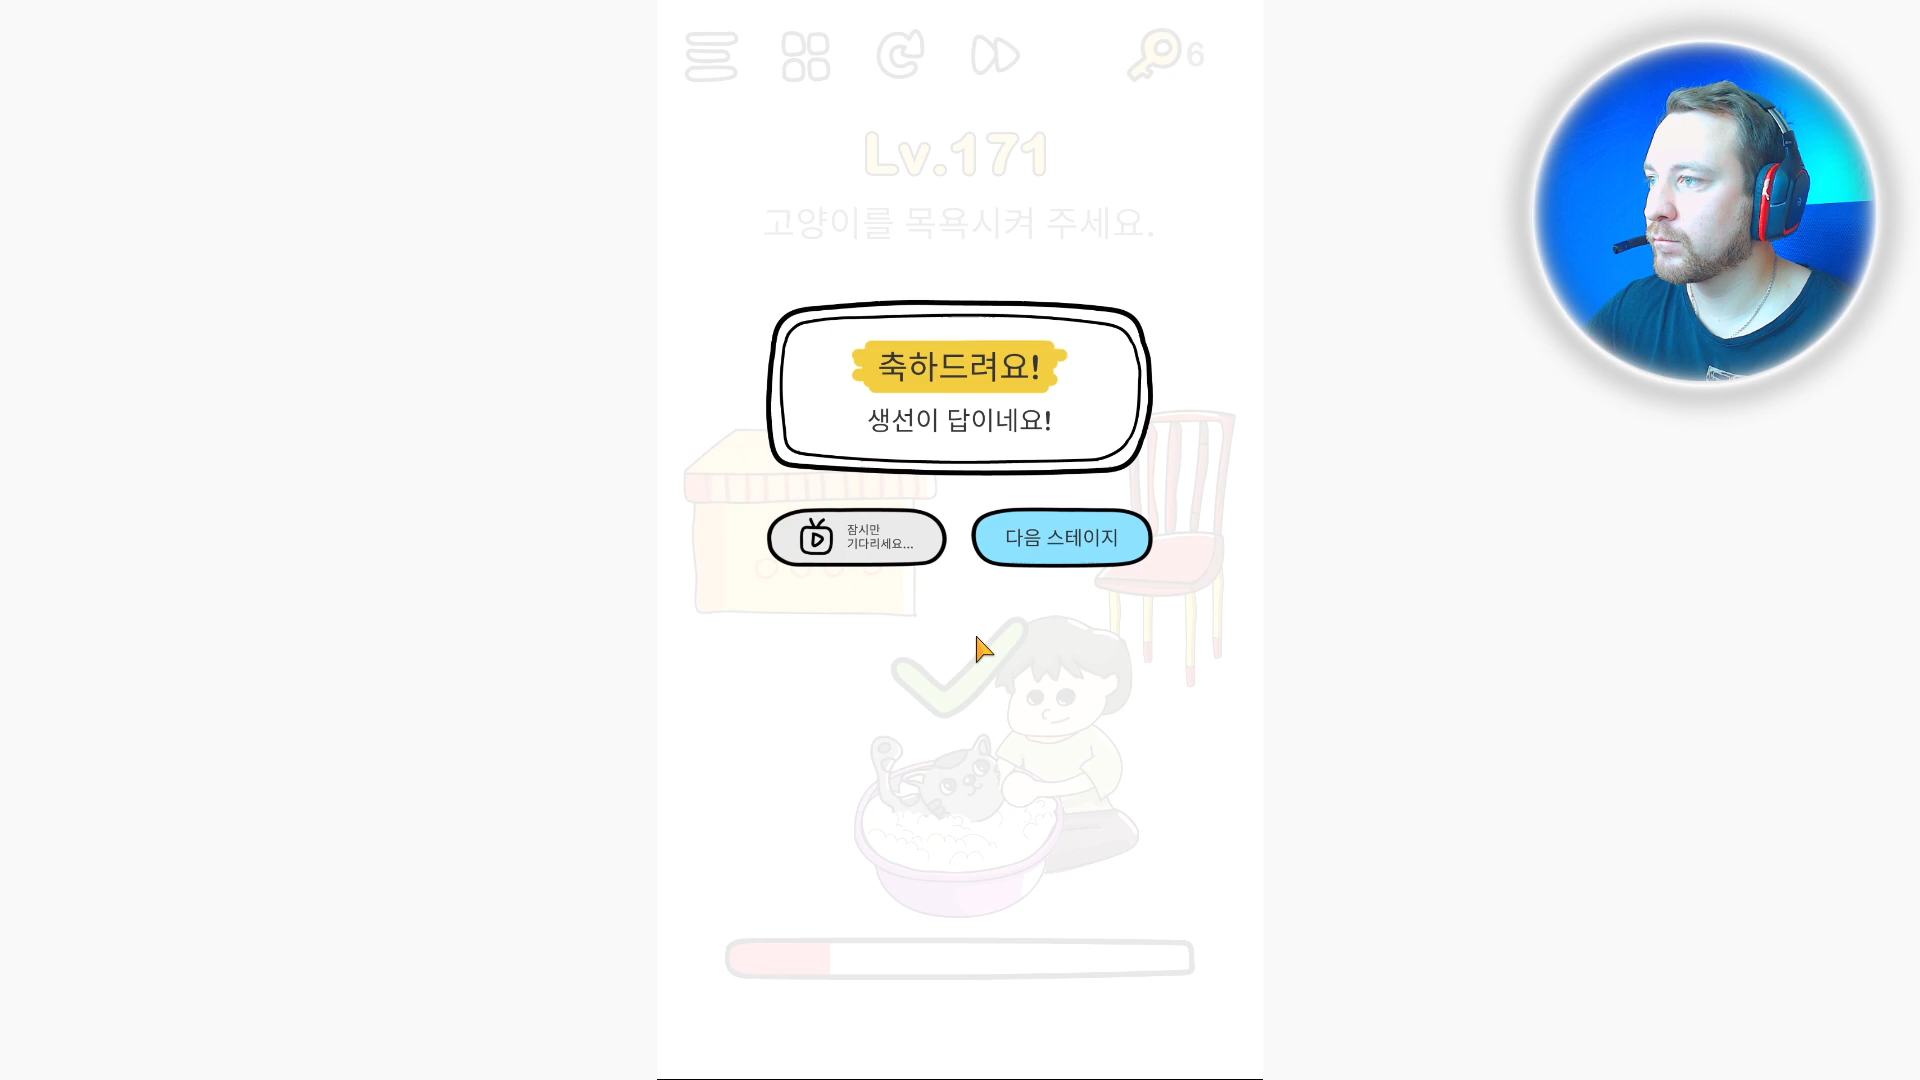 6
Lv.171
고양이를 목욕시켜 주세요.
축하드려요!
생선이 답이네요!
잠시만
기다리세요...
다음 스테이지